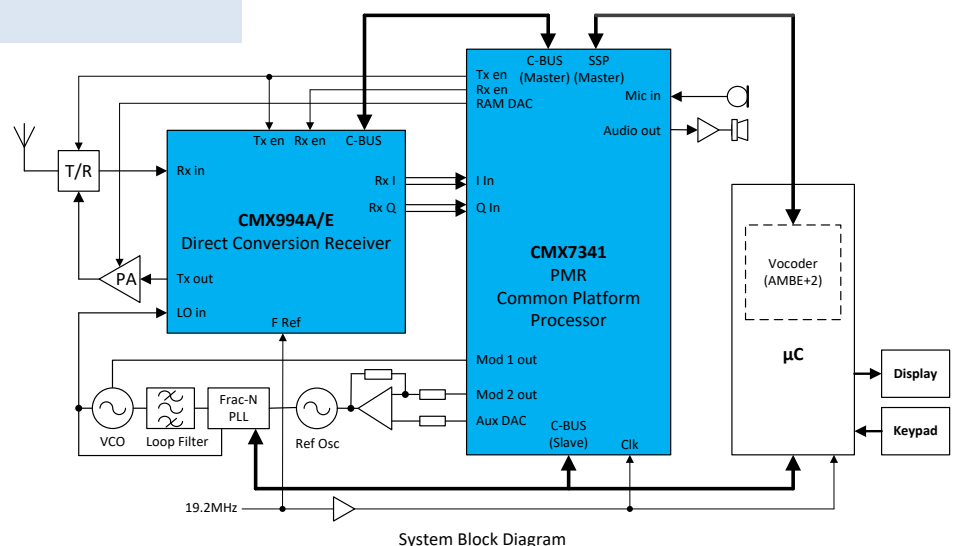 C-BUS
(Master)
SSP
(Master)
Tx en
Rx en
RAM DAC
Mic in
Audio out
Tx en
Rx en
C-BUS
T/R
Rx in
Rx I
Rx Q
I In
Q In
CMX994A/E
Direct Conversion Receiver
CMX7341
PMR
Common Platform
Processor
Vocoder
(AMBE+2)
µC
PA
Tx out
LO in
F Ref
Mod 1 out
Mod 2 out
Aux DAC
C-BUS
(Slave)
Clk
Display
Keypad
VCO
Loop Filter
Frac-N
PLL
Ref Osc
19.2MHz
System Block Diagram